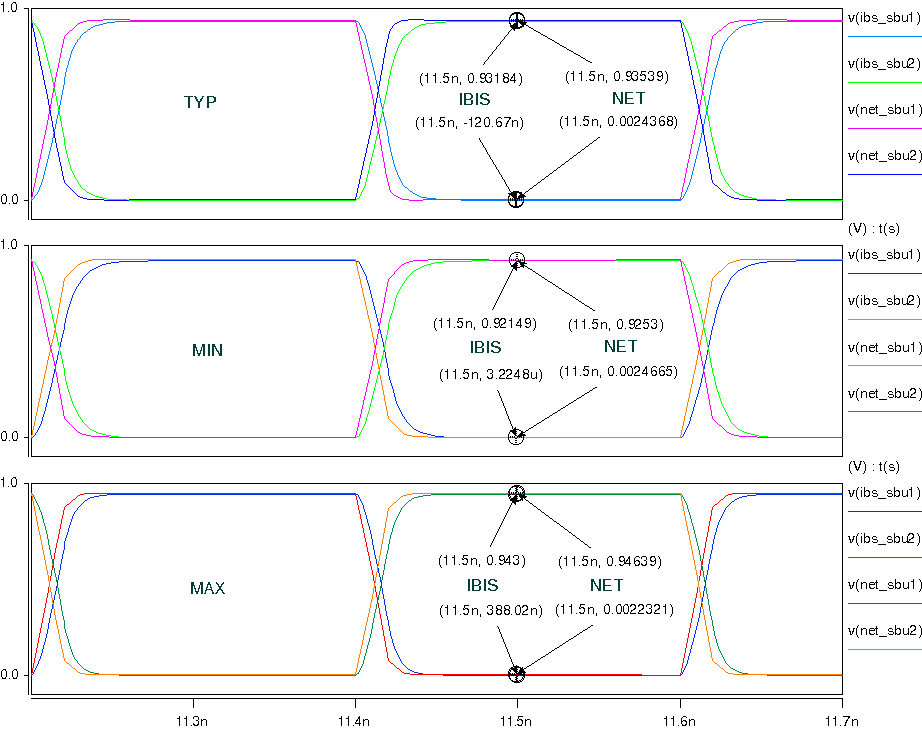 1.0
v(ibs_sbu1)
v(ibs_sbu2)
(11.5n, 0.93184) (11.5n, 0.93539)
TYP IBIS NET
v(net_sbu1)
(11.5n, -120.67n) (11.5n, 0.0024368)
v(net_sbu2)
0.0
(V) : t(s)
1.0
v(ibs_sbu1)
v(ibs_sbu2)
(11.5n, 0.92149) (11.5n, 0.9253)
MIN IBIS NET
v(net_sbu1)
(11.5n, 3.2248u) (11.5n, 0.0024665)
v(net_sbu2)
0.0
(V) : t(s)
1.0
v(ibs_sbu1)
v(ibs_sbu2)
(11.5n, 0.943) (11.5n, 0.94639)
MAX IBIS NET
v(net_sbu1)
(11.5n, 388.02n) (11.5n, 0.0022321)
v(net_sbu2)
0.0
11.3n 11.4n 11.5n 11.6n 11.7n